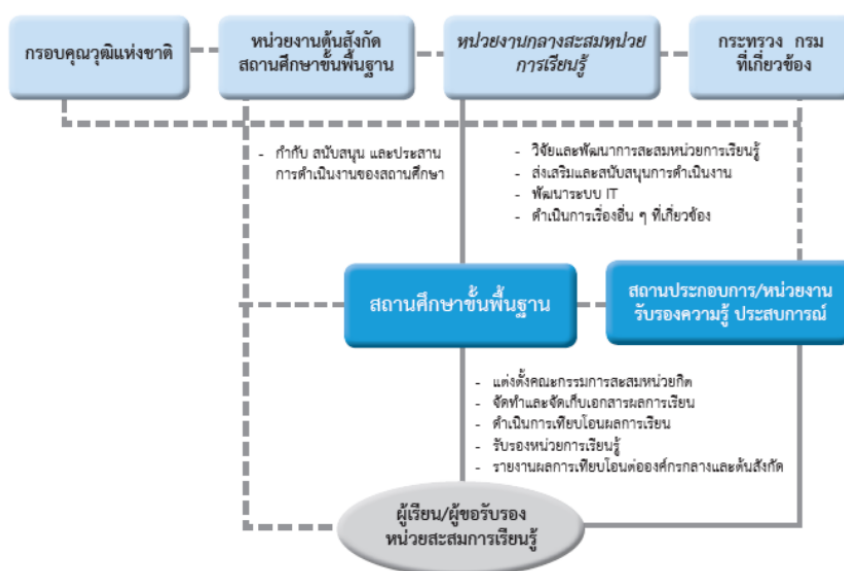 กรอบคุณวุฒิแห่งชาติ
หน่วยงานต้นสังกัด
สถานศึกษาขั้นพื้นฐาน
หน่วยงานกลางสะสมหน่วย
การเรียนรู้
กระทรวง กรม
ที่เกี่ยวข้อง
- กำกับ สนับสนุน และประสาน
การดำเนินงานของสถานศึกษา
- วิจัยและพัฒนาการสะสมหน่วยการเรียนรู้
- ส่งเสริมและสนับสนุนการดำเนินงาน
- พัฒนาระบบ IT
- ดำเนินการเรื่องอื่น ๆ ที่เกี่ยวข้อง
สถานศึกษาขั้นพื้นฐาน
สถานประกอบการ/หน่วยงาน
รับรองความรู้ ประสบการณ์
- แต่งตั้งคณะกรรมการสะสมหน่วยกิต
- จัดทำและจัดเก็บเอกสารผลการเรียน
- ดำเนินการเทียบโอนผลการเรียน
- รับรองหน่วยการเรียนรู้
- รายงานผลการเทียบโอนต่อองค์กรกลางและต้นสังกัด
ผู้เรียน/ผู้ขอรับรอง
หน่วยสะสมการเรียนรู้